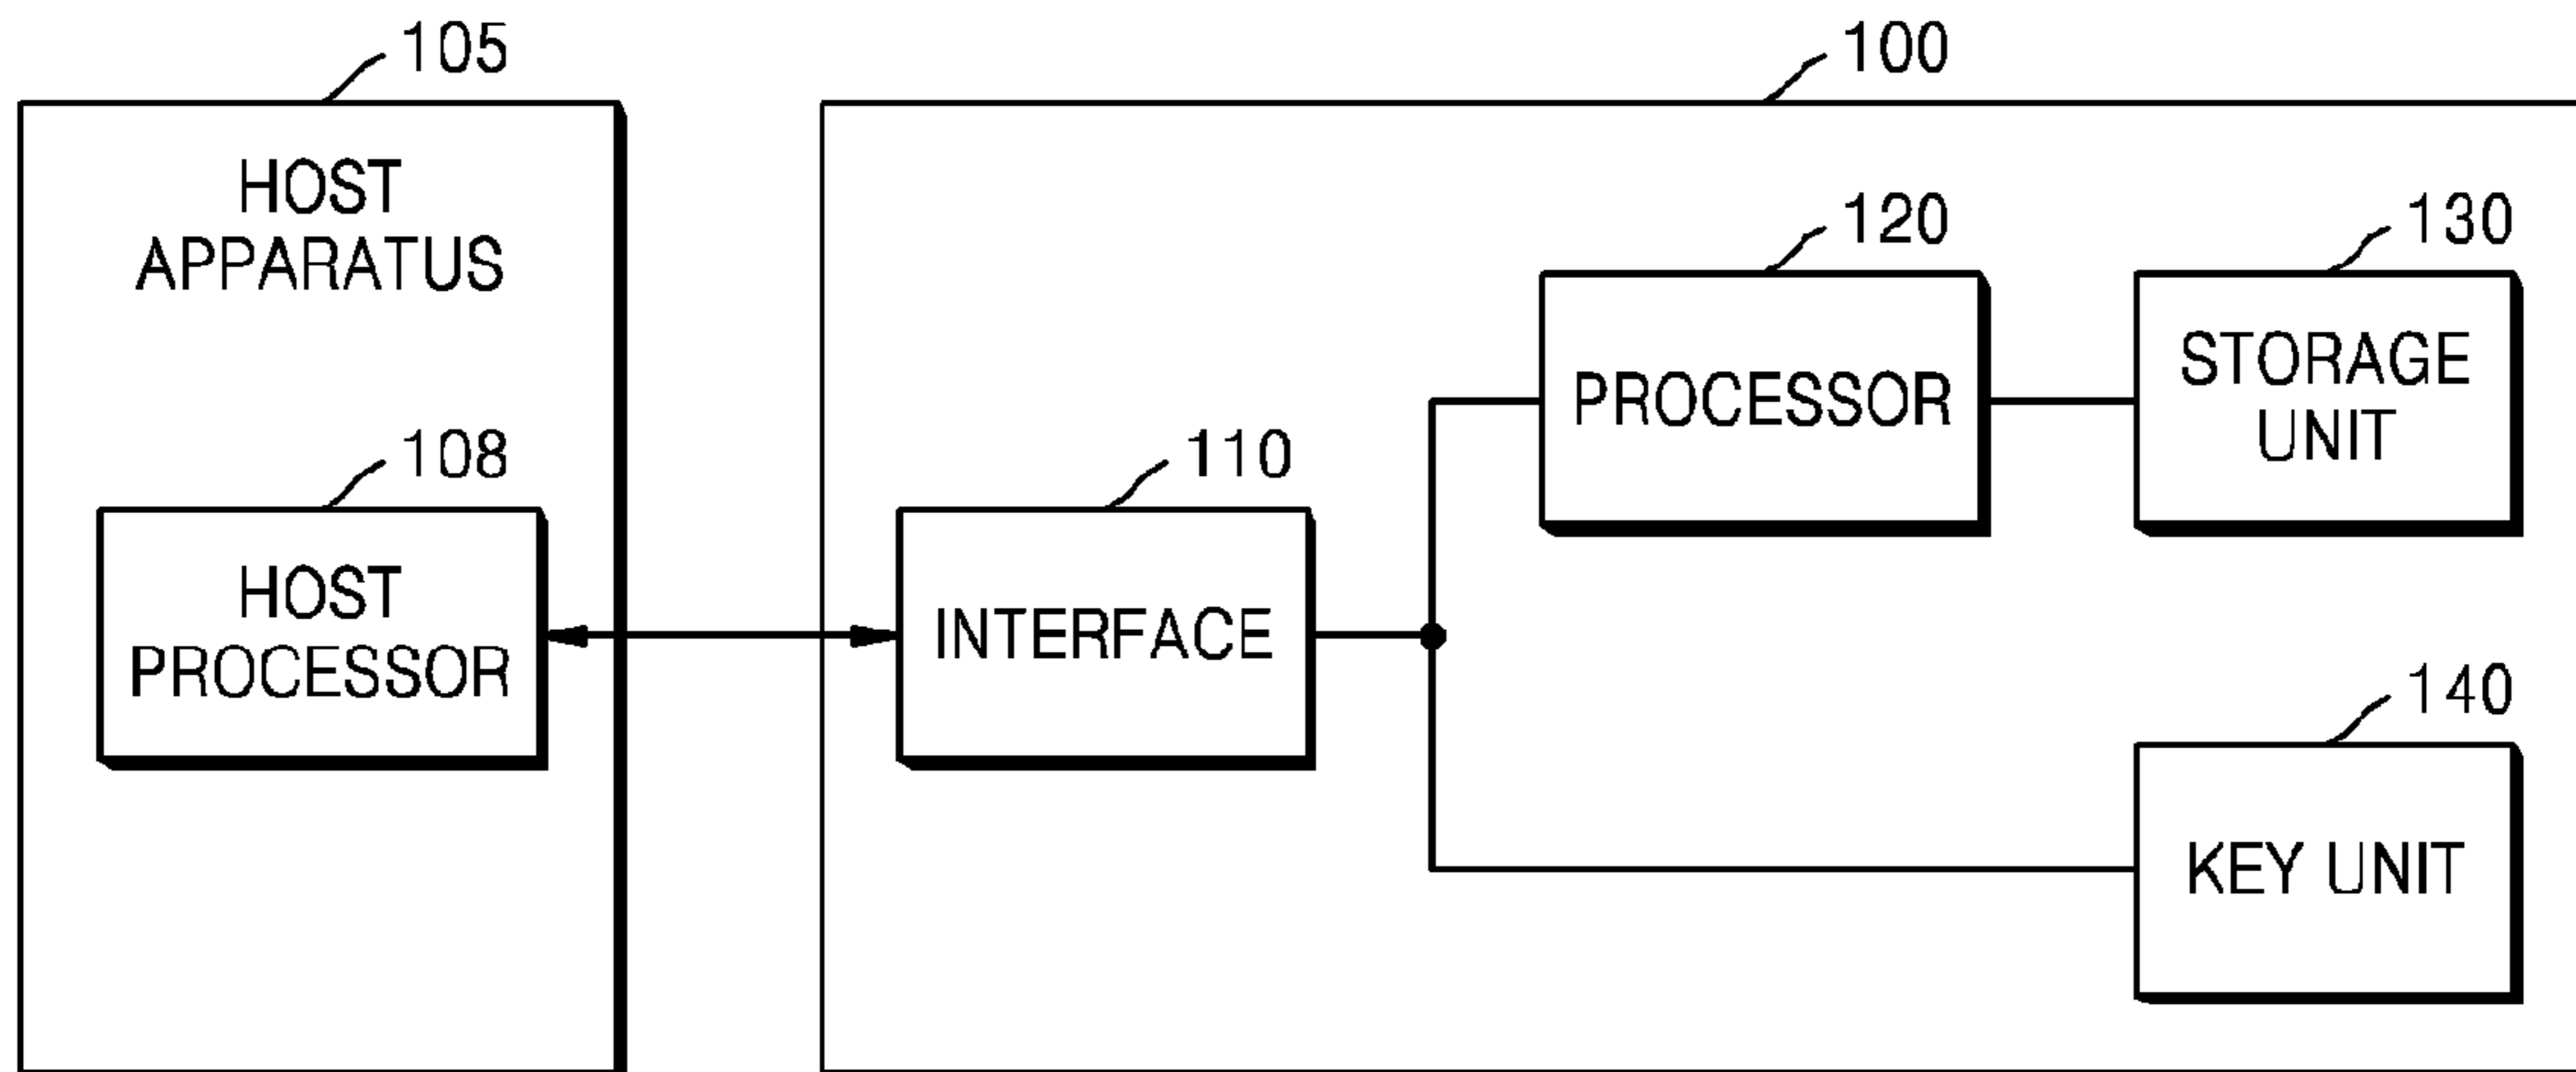 105
100
HOST
APPARATUS
120
130
PROCESSOR
STORAGE
UNIT
108
110
HOST
PROCESSOR
INTERFACE
140
KEY UNIT